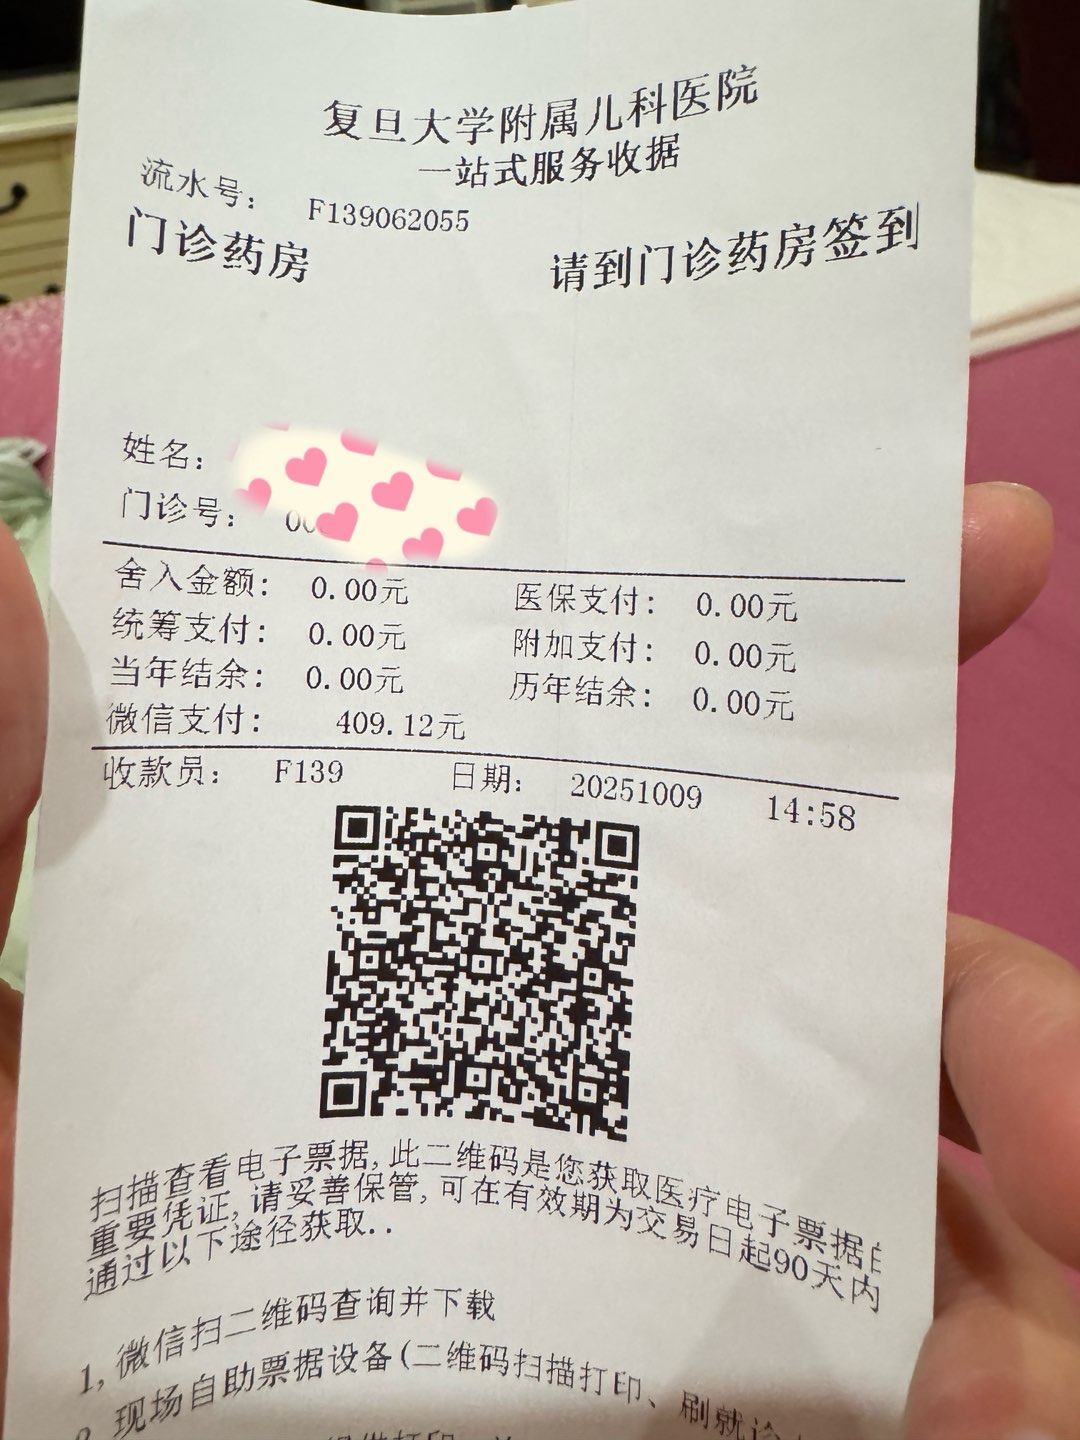 复旦大学附属儿科医院
一站式服务收据
流水号： F139062055
门诊药房 请到门诊药房签到
姓名：
门诊号： 00
舍入金额： 0.00元 医保支付： 0.00元
统筹支付： 0.00元 附加支付： 0.00元
当年结余： 0.00元 历年结余： 0.00元
微信支付： 409.12元
收款员： F139 日期： 20251009 14:58
扫描查看电子票据，此二维码是您获取医疗电子票据
重要凭证，请妥善保管，可在有效期为交易日起90天内
通过以下途径获取..
1，微信扫二维码查询并下载
现场自助票据设备(二维码扫描打印、刷就诊